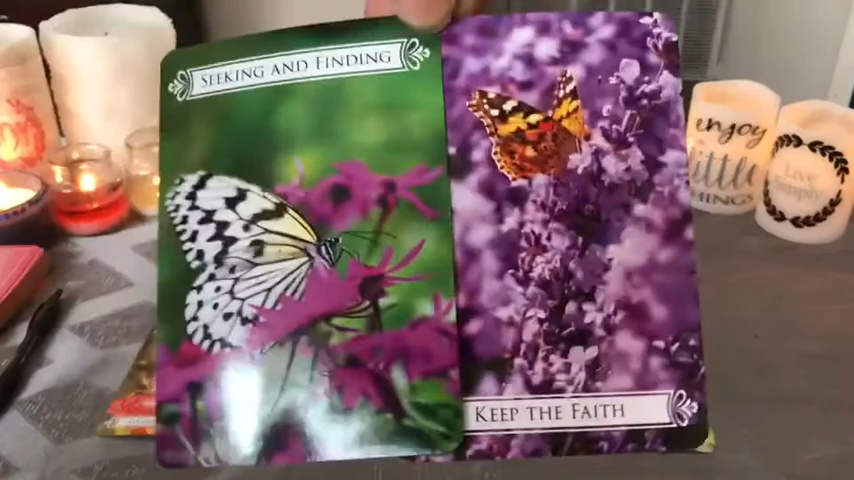 SEEKING AND FINDING
KEEP THE FAITH
enjoy
little
THINGS
Live
Simply